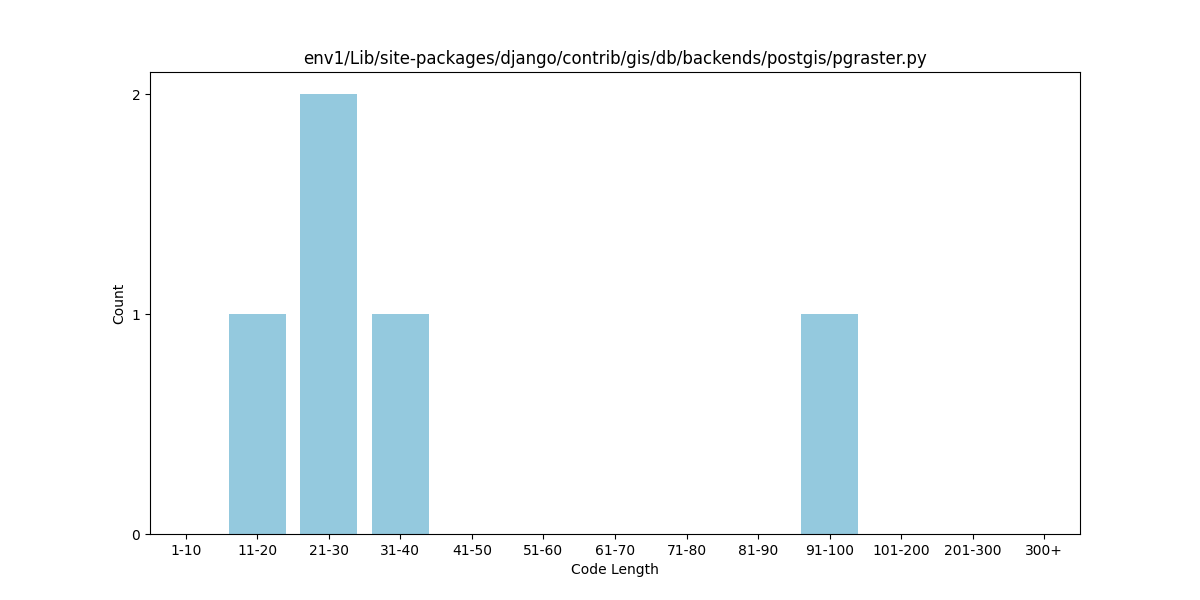 env1/Lib/site-packages/django/contrib/gis/db/backends/postgis/pgraster.py
2
1
0
Count
1-10 11-20 21-30 31-40 41-50 51-60 61-70 71-80 81-90 91-100 101-200 201-300 300+
Code Length